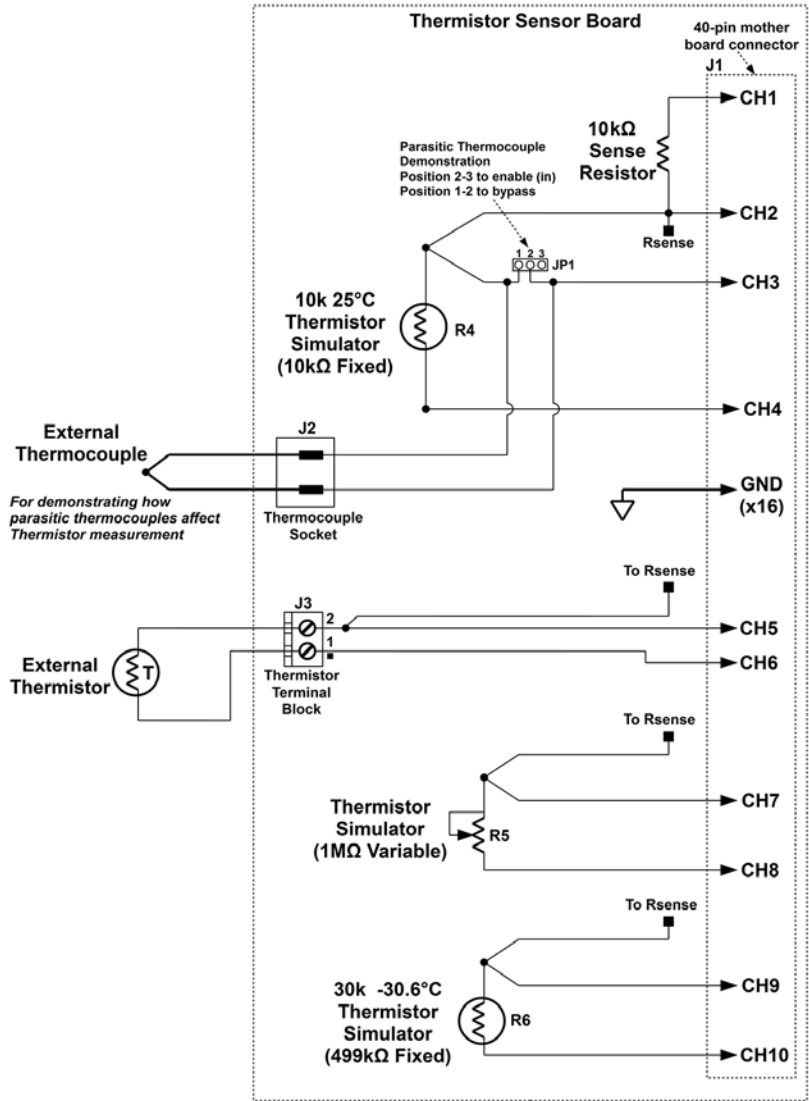 Thermistor Sensor Board
40-pin mother
board connector
J1
CH1
10kΩ
Sense
Resistor
Parasitic Thermocouple
Demonstration
Position 2-3 to enable (in)
Position 1-2 to bypass
CH2
Rsense
1 2 3
JP1
CH3
10k 25°C
Thermistor
Simulator
(10kΩ Fixed)
R4
CH4
J2
External
Thermocouple
For demonstrating how
parasitic thermocouples affect
Thermistor measurement
Thermocouple
Socket
GND
(x16)
To Rsense
J3
2
CH5
1
CH6
External
Thermistor
T
Thermistor
Terminal
Block
To Rsense
CH7
Thermistor
Simulator
(1MΩ Variable)
R5
CH8
To Rsense
CH9
30k -30.6°C
Thermistor
Simulator
(499kΩ Fixed)
R6
CH10